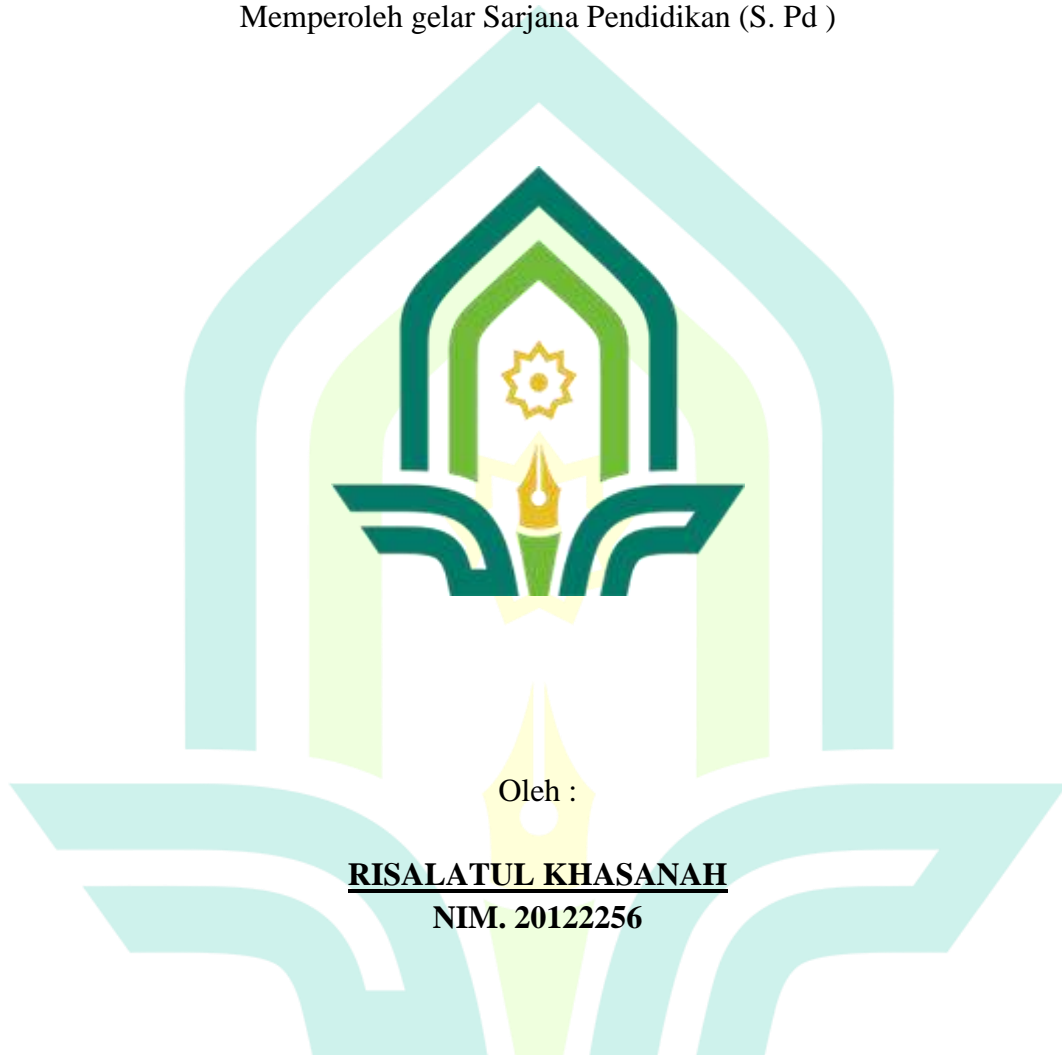 Memperoleh gelar Sarjana Pendidikan (S. Pd )
Oleh :
RISALATUL KHASANAH
NIM. 20122256